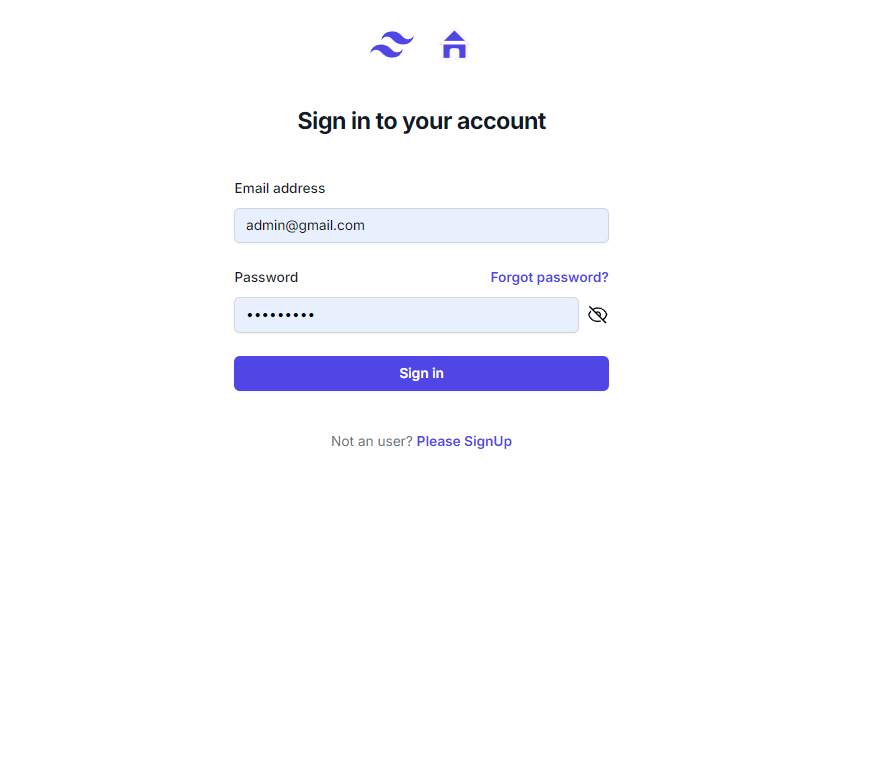 Sign in to your account
Email address
admin@gmail.com
Password Forgot password?
•••••••••
Sign in
Not an user? Please SignUp